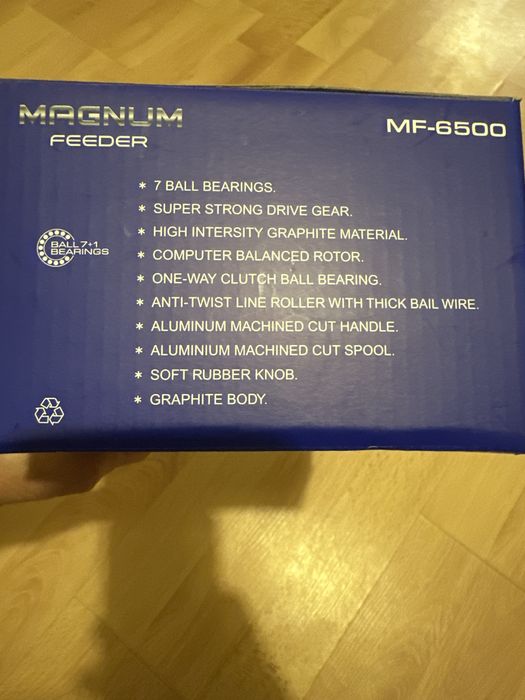 MAGNUM
FEEDER
MF-6500
* 7 BALL BEARINGS.
* SUPER STRONG DRIVE GEAR.
* HIGH INTERSITY GRAPHITE MATERIAL.
* COMPUTER BALANCED ROTOR.
* ONE-WAY CLUTCH BALL BEARING.
* ANTI-TWIST LINE ROLLER WITH THICK BAIL WIRE.
* ALUMINUM MACHINED CUT HANDLE.
* ALUMINIUM MACHINED CUT SPOOL.
* SOFT RUBBER KNOB.
* GRAPHITE BODY.
BALL 7+1
BEARINGS